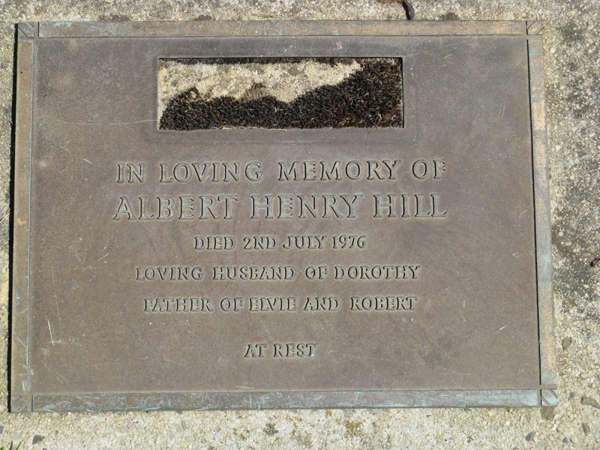 IN LOVING MEMORY OF
ALBERT HENRY HILL
DIED 2ND JULY 1976
LOVING HUSBAND OF DOROTHY
FATHER OF ELVIE AND ROBERT
AT REST